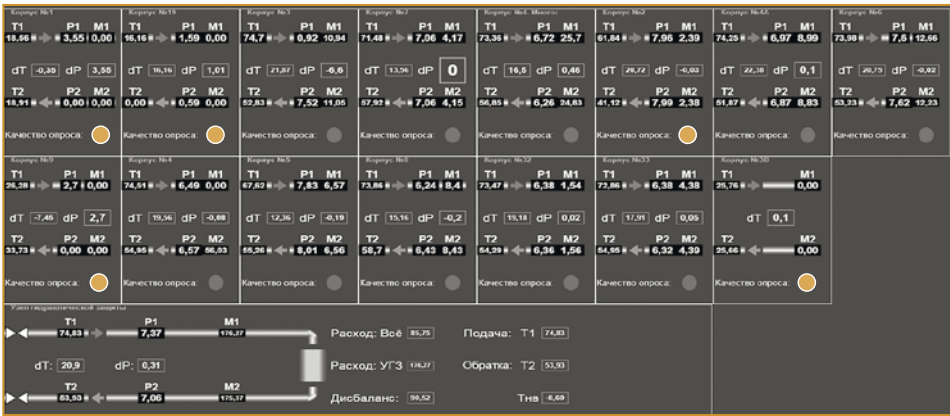 Корпус №1 Корпус №19 Корпус №3 Корпус №7 Корпус №4. Корпус №2 Корпус №4А Корпус №6
T1 P1 M1 T1 P1 M1 T1 P1 M1 T1 P1 M1 T1 P1 M1 T1 P1 M1 T1 P1 M1 T1 P1 M1
18,56 3,55 0,00 16,16 1,59 0,00 74,7 0,92 10,94 71,48 7,06 4,17 73,36 6,72 25,7 61,84 7,96 2,39 74,25 6,97 8,99 73,98 7,6 12,66
dT -0,35 dP 3,55 dT 16,16 dP 1,01 dT 21,87 dP -6,6 dT 13,56 dP 0 dT 16,5 dP 0,46 dT 20,72 dP -0,03 dT 22,38 dP 0,1 dT 20,75 dP -0,02
T2 P2 M2 T2 P2 M2 T2 P2 M2 T2 P2 M2 T2 P2 M2 T2 P2 M2 T2 P2 M2 T2 P2 M2
18,91 0,00 0,00 0,00 0,59 0,00 52,83 7,52 11,05 57,92 7,06 4,15 56,85 6,26 24,83 41,12 7,99 2,38 51,87 6,87 8,83 53,23 7,62 12,23
Качество опроса: Качество опроса: Качество опроса: Качество опроса: Качество опроса: Качество опроса: Качество опроса: Качество опроса:
Корпус №9 Корпус №4 Корпус №5 Корпус №8 Корпус №32 Корпус №33 Корпус №30
T1 P1 M1 T1 P1 M1 T1 P1 M1 T1 P1 M1 T1 P1 M1 T1 P1 M1 T1 M1
26,28 2,7 0,00 74,51 6,49 0,00 67,62 7,83 6,57 73,86 6,24 8,4 73,47 6,38 1,54 72,86 6,38 4,38 25,76 0,00
dT -7,45 dP 2,7 dT 19,56 dP -0,08 dT 12,36 dP -0,19 dT 15,16 dP -0,2 dT 19,18 dP 0,02 dT 17,91 dP 0,05 dT 0,1
T2 P2 M2 T2 P2 M2 T2 P2 M2 T2 P2 M2 T2 P2 M2 T2 P2 M2 T2 M2
33,73 0,00 0,00 54,95 6,57 56,03 55,26 8,01 6,56 58,7 6,43 8,43 54,29 6,36 1,56 54,95 6,32 4,39 25,66 0,00
Качество опроса: Качество опроса: Качество опроса: Качество опроса: Качество опроса: Качество опроса: Качество опроса:
Узел гидравлической защиты
T1 P1 M1
74,83 7,37 176,27 Расход: Всё 85,75 Подача: T1 74,83
dT: 20,9 dP: 0,31 Расход: УГЗ 176,27 Обратка: T2 53,93
T2 P2 M2
53,93 7,06 175,37 Дисбаланс: 90,52 Тнв -8,69